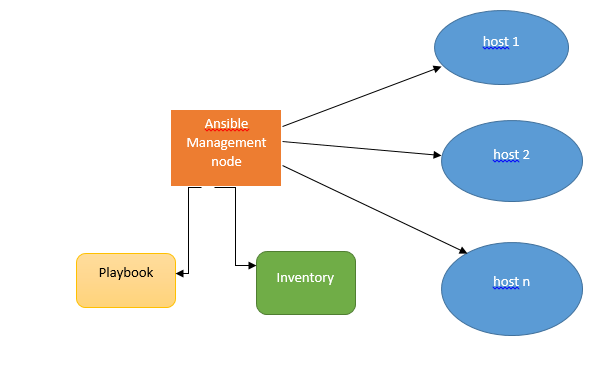 host 1
Ansible
Management
node
host 2
Playbook
Inventory
host n